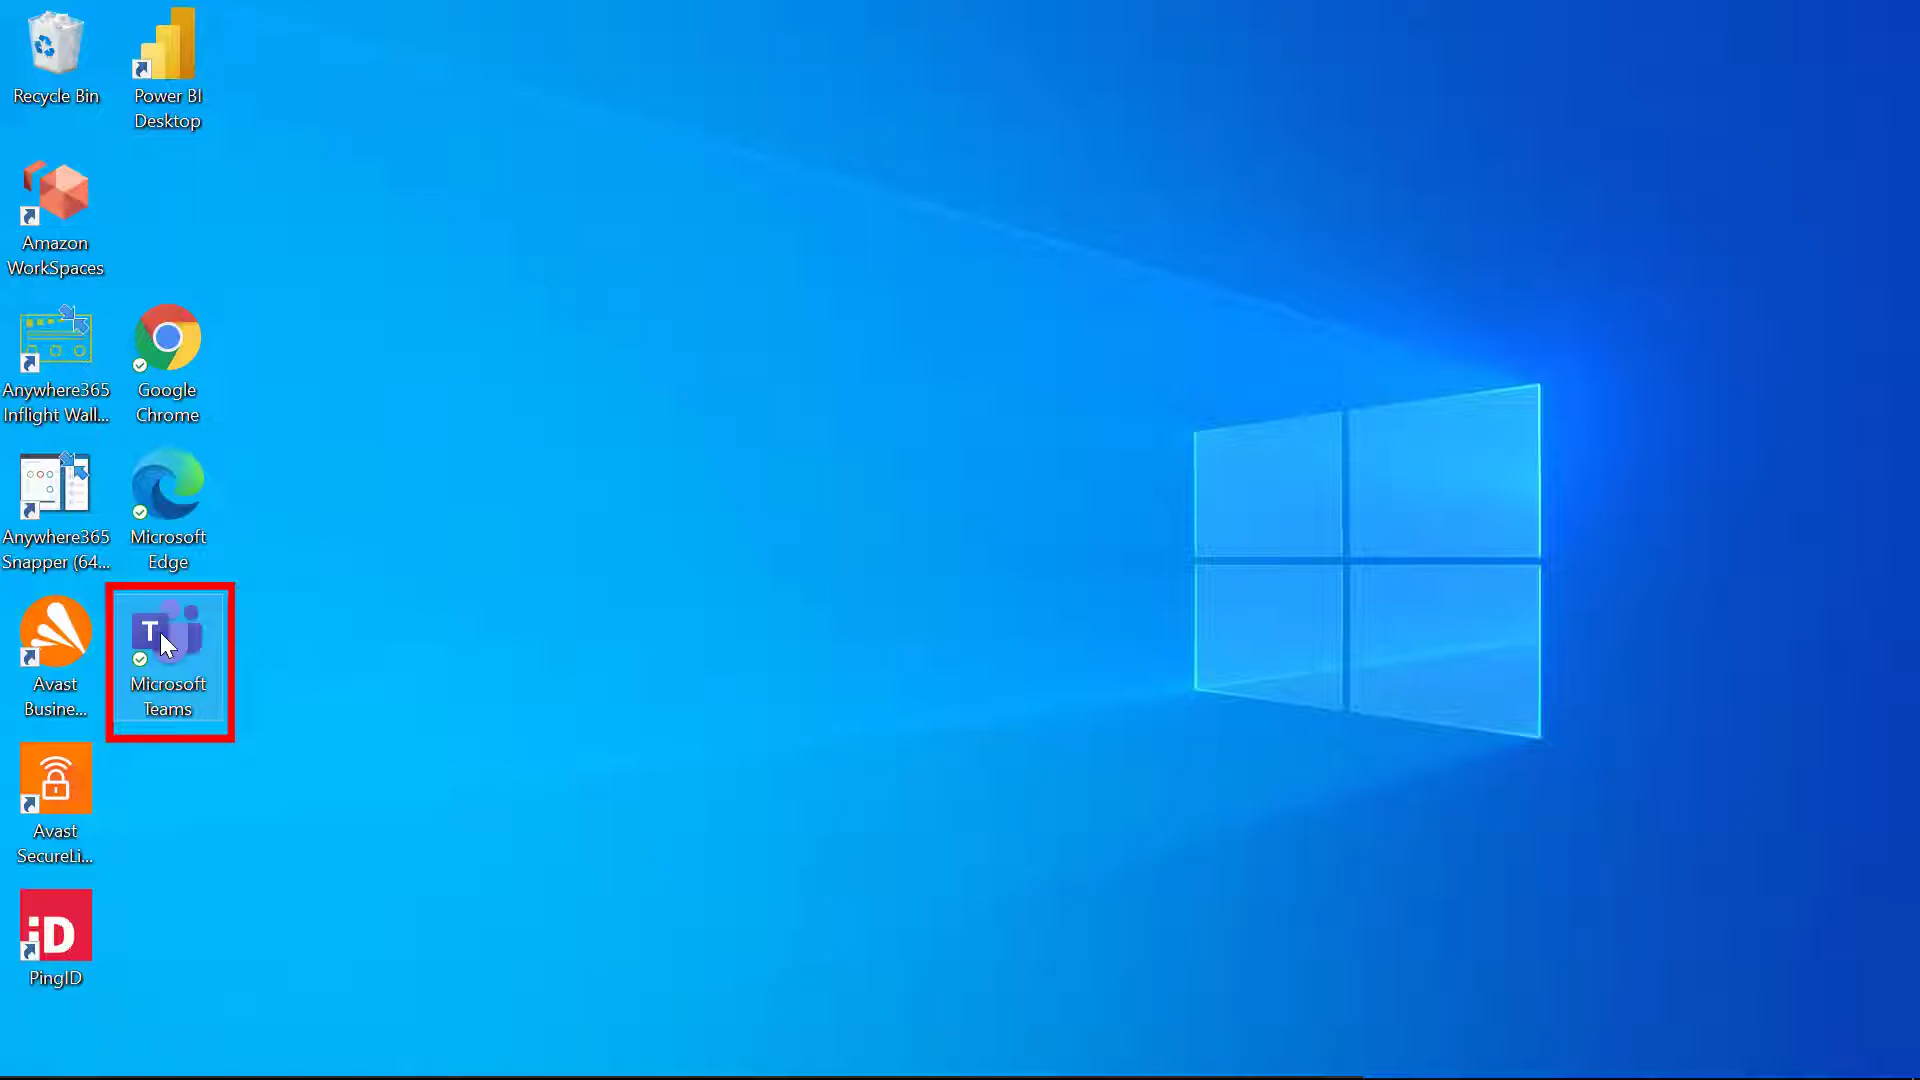 Recycle Bin
Power BI
Desktop
Amazon
WorkSpaces
Anywhere365
Inflight Wall...
Google
Chrome
Anywhere365
Snapper (64...
Microsoft
Edge
Avast
Busine...
T
Microsoft
Teams
Avast
SecureLi...
iD
PingID